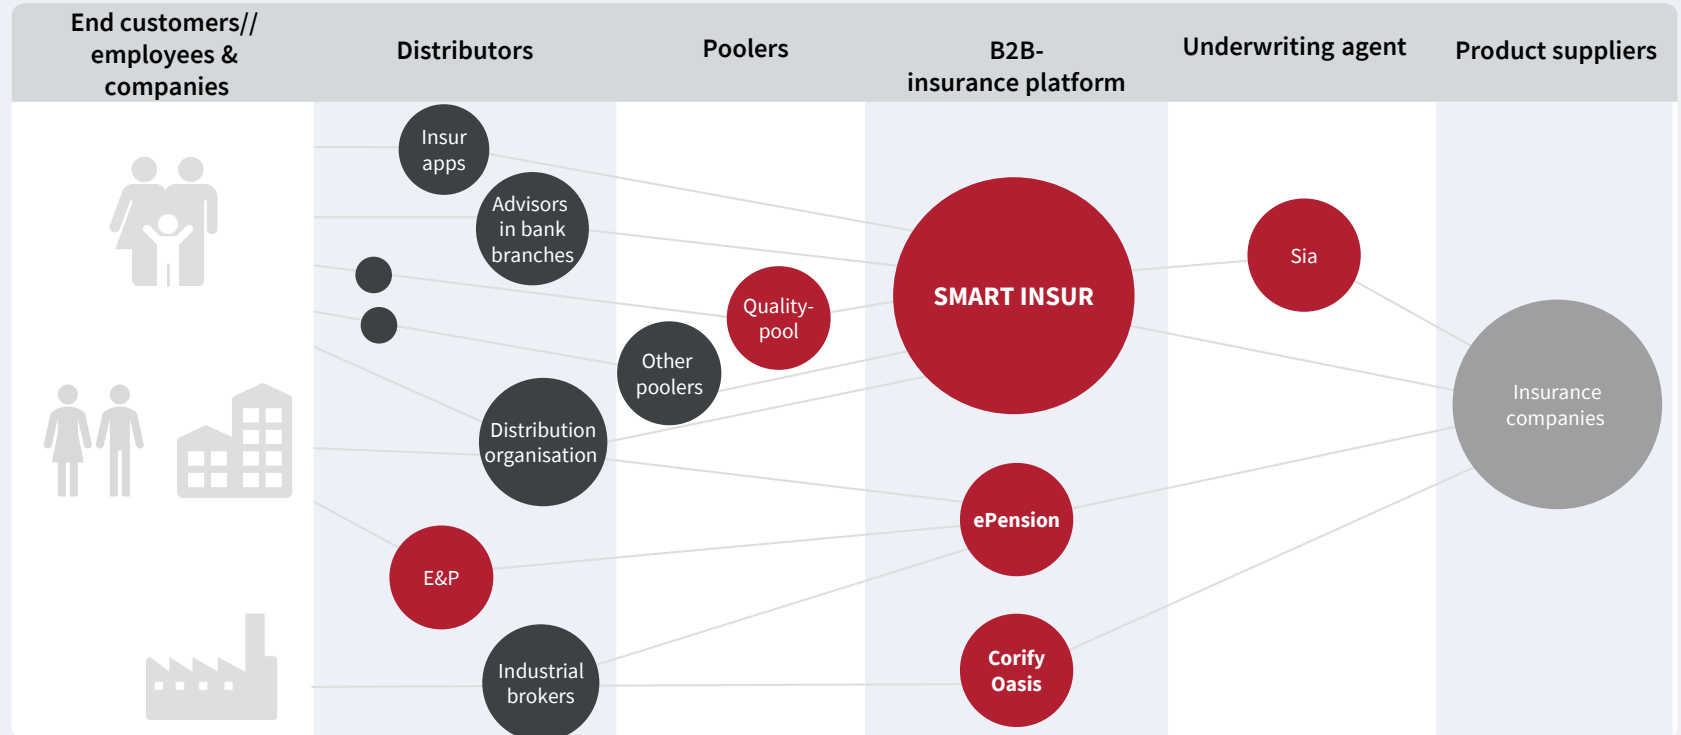 End customers//
employees &
companies
Distributors
Poolers
B2B-
insurance platform
Underwriting agent
Product suppliers
Insur
apps
Advisors
in bank
branches
Quality-
pool
Other
poolers
Distribution
organisation
E&P
Industrial
brokers
SMART INSUR
ePension
Corify
Oasis
Sia
Insurance
companies